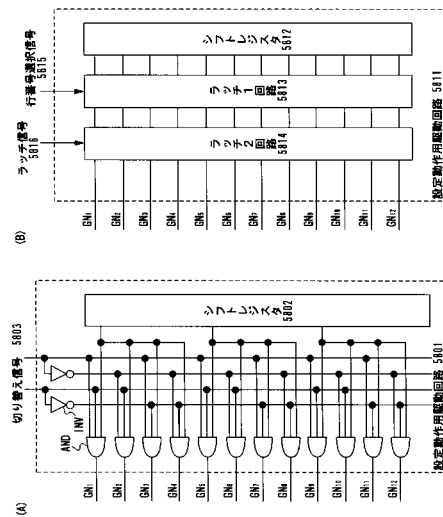 (A)
切り替え信号 5803
INV
AND
シフトレジスタ
5802
設定動作用駆動回路 5801
GN1
GN2
GN3
GN4
GN5
GN6
GN7
GN8
GN9
GN10
GN11
GN12
(B)
ラッチ信号
5816
行番号選択信号
5815
シフトレジスタ
5812
ラッチ1回路
5813
ラッチ2回路
5814
設定動作用駆動回路 5811
GN1
GN2
GN3
GN4
GN5
GN6
GN7
GN8
GN9
GN10
GN11
GN12